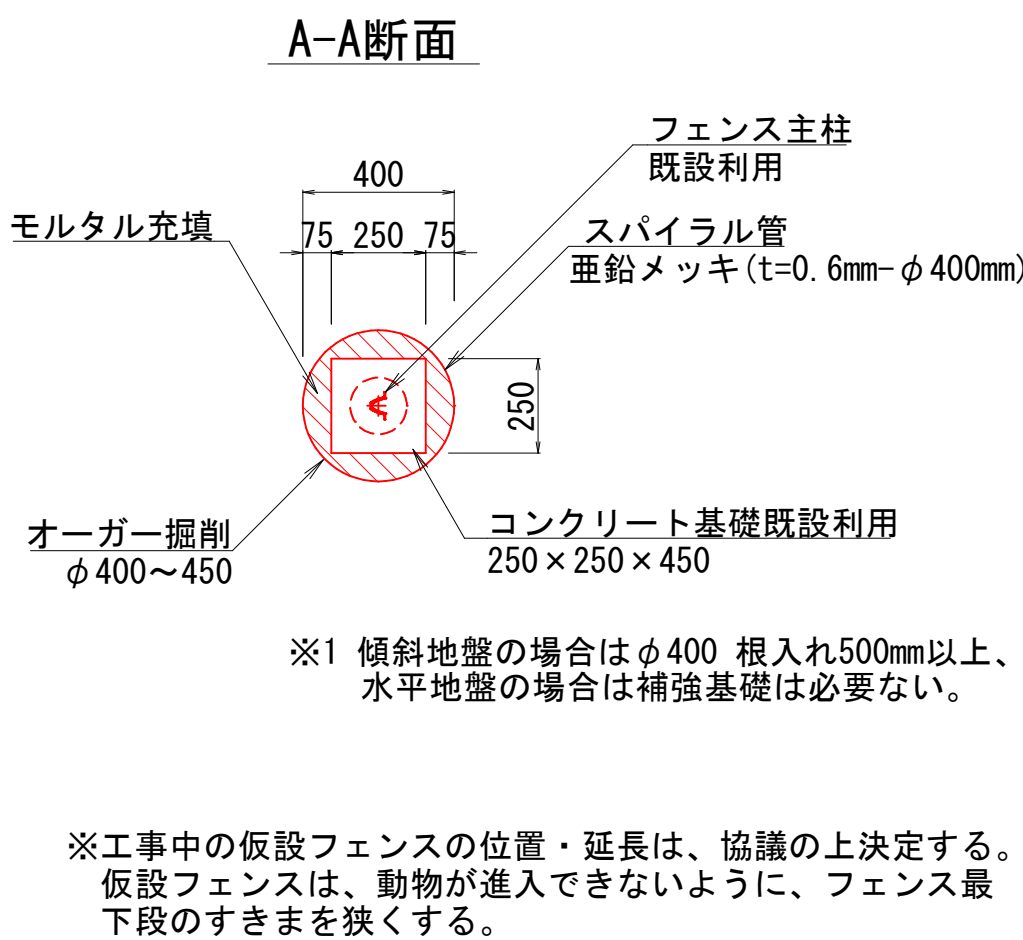 A-A断面
フェンス主柱
既設利用
400
モルタル充填
75 250 75
スパイラル管
亜鉛メッキ(t=0.6mm-φ400mm)
250
オーガー掘削
φ400～450
コンクリート基礎既設利用
250×250×450
※1 傾斜地盤の場合はφ400 根入れ500mm以上、
水平地盤の場合は補強基礎は必要ない。
※工事中の仮設フェンスの位置・延長は、協議の上決定する。
仮設フェンスは、動物が進入できないように、フェンス最
下段のすきまを狭くする。